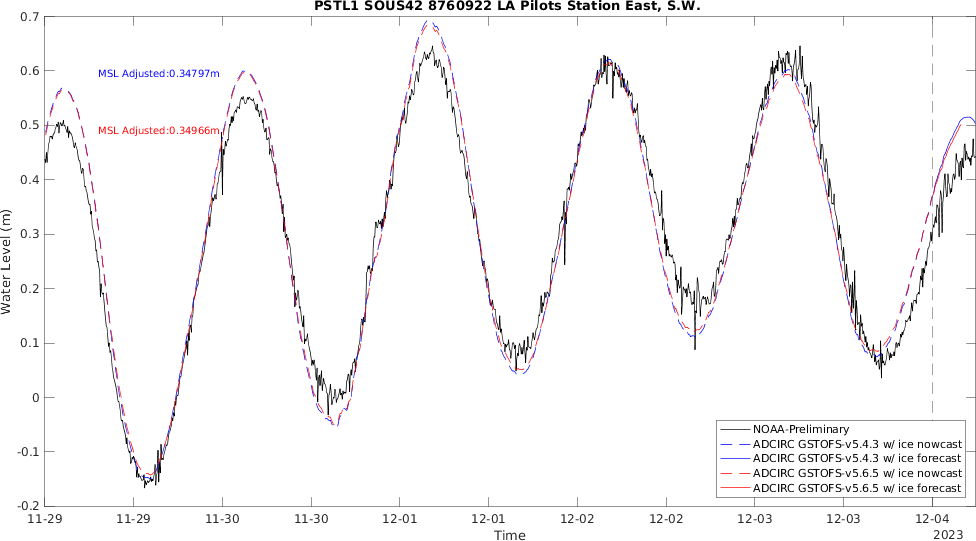 PSTL1 SOUS42 8760922 LA Pilots Station East, S.W.
0.7
0.6
0.5
0.4
0.3
0.2
0.1
0
-0.1
-0.2
Water Level (m)
MSL Adjusted:0.34797m
MSL Adjusted:0.34966m
NOAA-Preliminary
ADCIRC GSTOFS-v5.4.3 w/ ice nowcast
ADCIRC GSTOFS-v5.4.3 w/ ice forecast
ADCIRC GSTOFS-v5.6.5 w/ ice nowcast
ADCIRC GSTOFS-v5.6.5 w/ ice forecast
11-29 11-29 11-30 11-30 12-01 12-01 12-02 12-02 12-03 12-03 12-04
2023
Time